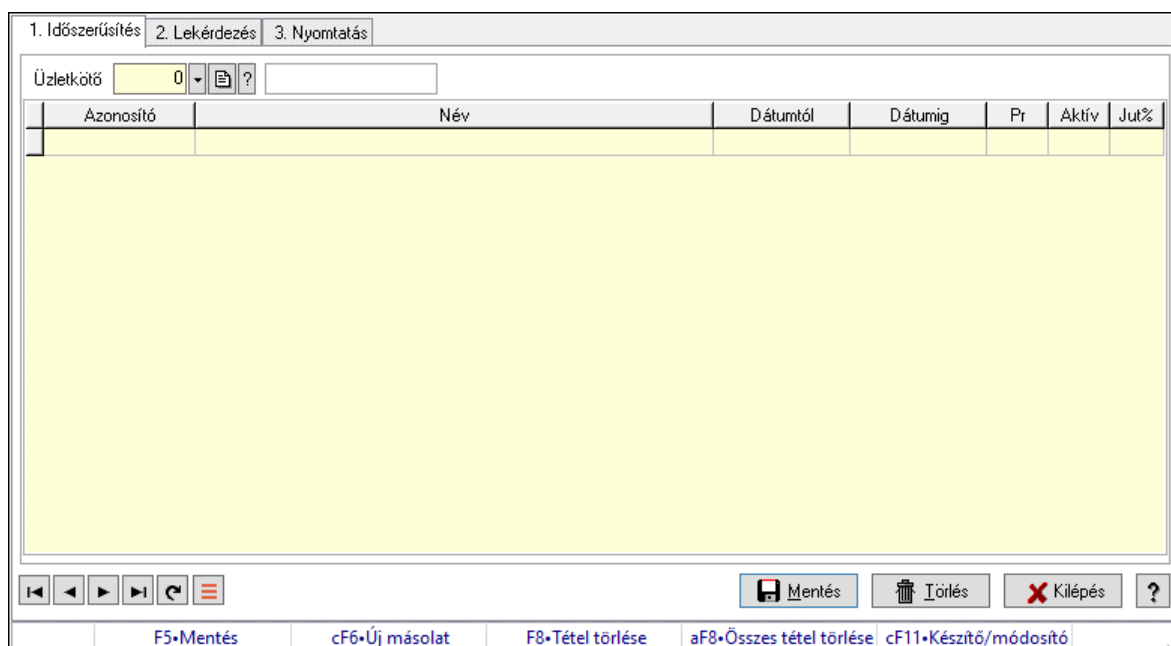 1. Időszerűsítés 2. Lekérdezés 3. Nyomtatás
Üzletkötő 0 ?
Azonosító Név Dátumtól Dátumig Pr Aktív Jut%
Mentés Törlés Kilépés ?
F5•Mentés cF6•Új másolat F8•Tétel törlése aF8•Összes tétel törlése cF11•Készítő/módosító